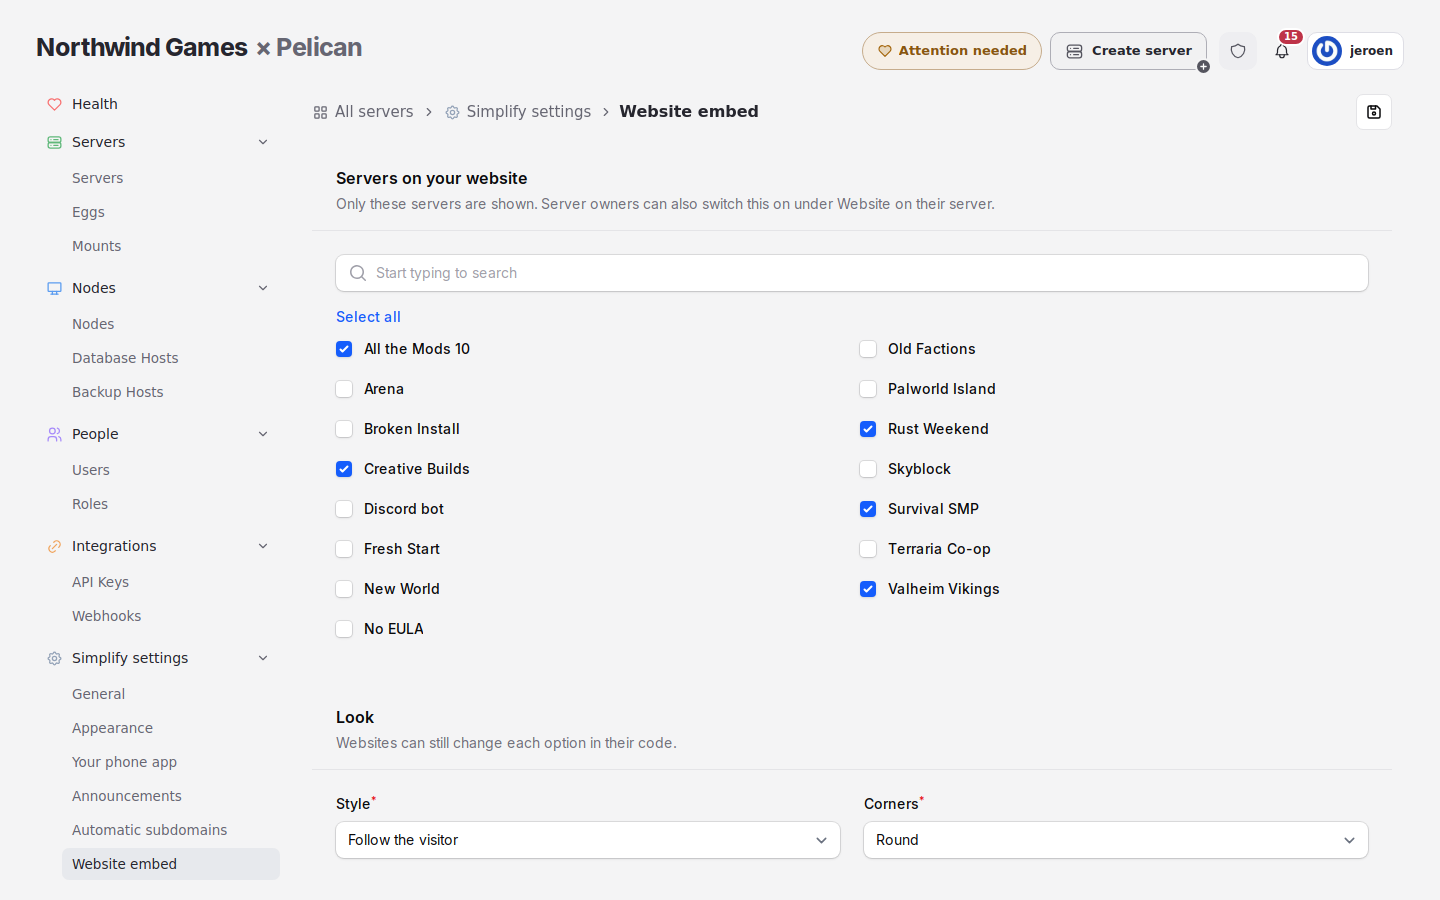 Northwind Games × Pelican
Attention needed
Create server
15
jeroen
Health
Servers
Servers
Eggs
Mounts
Nodes
Nodes
Database Hosts
Backup Hosts
People
Users
Roles
Integrations
API Keys
Webhooks
Simplify settings
General
Appearance
Your phone app
Announcements
Automatic subdomains
Website embed
All servers > Simplify settings > Website embed
Servers on your website
Only these servers are shown. Server owners can also switch this on under Website on their server.
Start typing to search
Select all
All the Mods 10
Arena
Broken Install
Creative Builds
Discord bot
Fresh Start
New World
No EULA
Old Factions
Palworld Island
Rust Weekend
Skyblock
Survival SMP
Terraria Co-op
Valheim Vikings
Look
Websites can still change each option in their code.
Style*
Follow the visitor
Corners*
Round